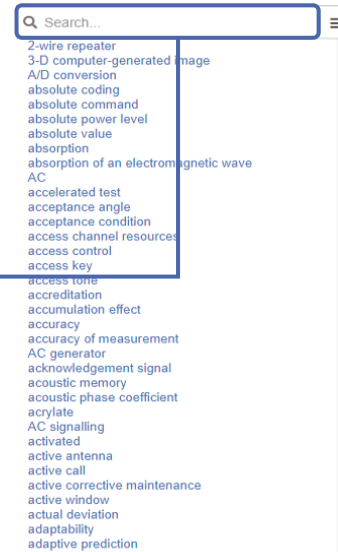 Search...
2-wire repeater
3-D computer-generated image
A/D conversion
absolute coding
absolute command
absolute power level
absolute value
absorption
absorption of an electromagnetic wave
AC
accelerated test
acceptance angle
acceptance condition
access channel resources
access control
access key
access tone
accreditation
accumulation effect
accuracy
accuracy of measurement
AC generator
acknowledgement signal
acoustic memory
acoustic phase coefficient
acrylate
AC signalling
activated
active antenna
active call
active corrective maintenance
active window
actual deviation
adaptability
adaptive prediction